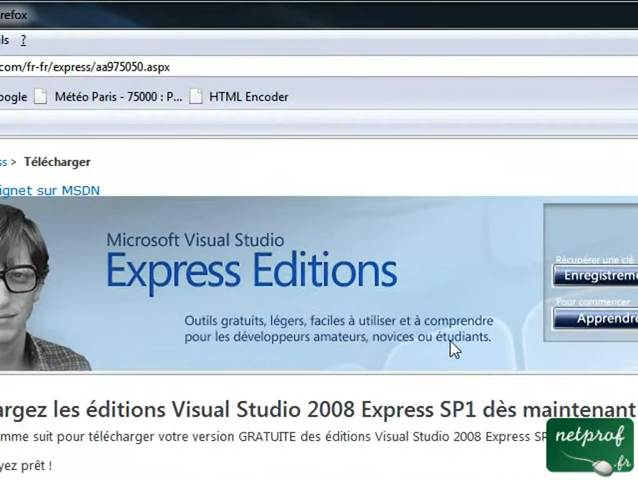 refox
ls ?
com/fr-fr/express/aa975050.aspx
oogle Météo Paris - 75000 : P... HTML Encoder
ss > Télécharger
ignet sur MSDN
Microsoft Visual Studio
Express Editions
Récupérer une clé
Enregistreme
Outils gratuits, légers, faciles à utiliser et à comprendre
pour les développeurs amateurs, novices ou étudiants.
Pour commencer
Apprendre
argez les éditions Visual Studio 2008 Express SP1 dès maintenant
mme suit pour télécharger votre version GRATUITE des éditions Visual Studio 2008 Express SP
yez prêt !
netprof
.fr